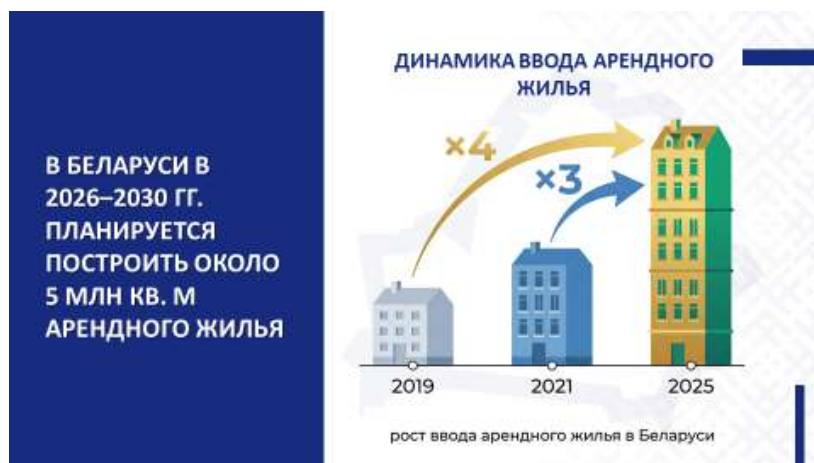 В БЕЛАРУСИ В
2026–2030 ГГ.
ПЛАНИРУЕТСЯ
ПОСТРОИТЬ ОКОЛО
5 МЛН КВ. М
АРЕНДНОГО ЖИЛЬЯ
ДИНАМИКА ВВОДА АРЕНДНОГО
ЖИЛЬЯ
×4
×3
2019
2021
2025
рост ввода арендного жилья в Беларуси